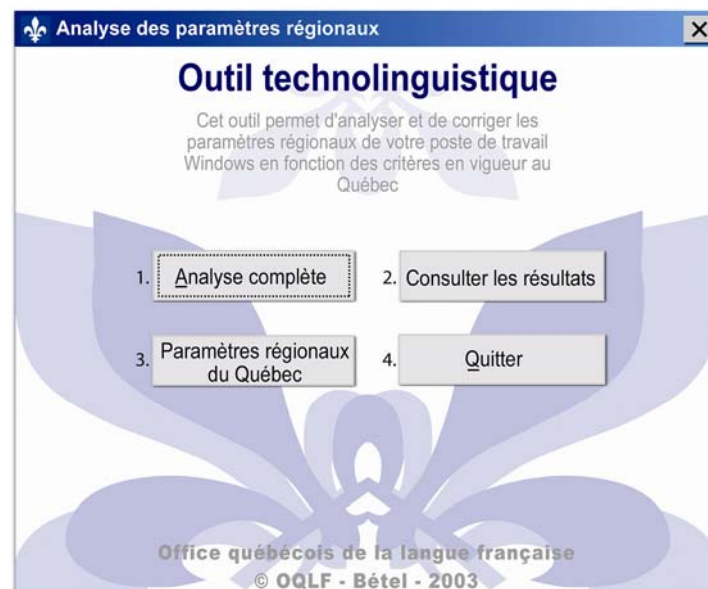 Analyse des paramètres régionaux
Outil technolinguistique
Cet outil permet d'analyser et de corriger les
paramètres régionaux de votre poste de travail
Windows en fonction des critères en vigueur au
Québec
1. Analyse complète
2. Consulter les résultats
3. Paramètres régionaux
du Québec
4. Quitter
Office québécois de la langue française
© OQLF - Bétel - 2003